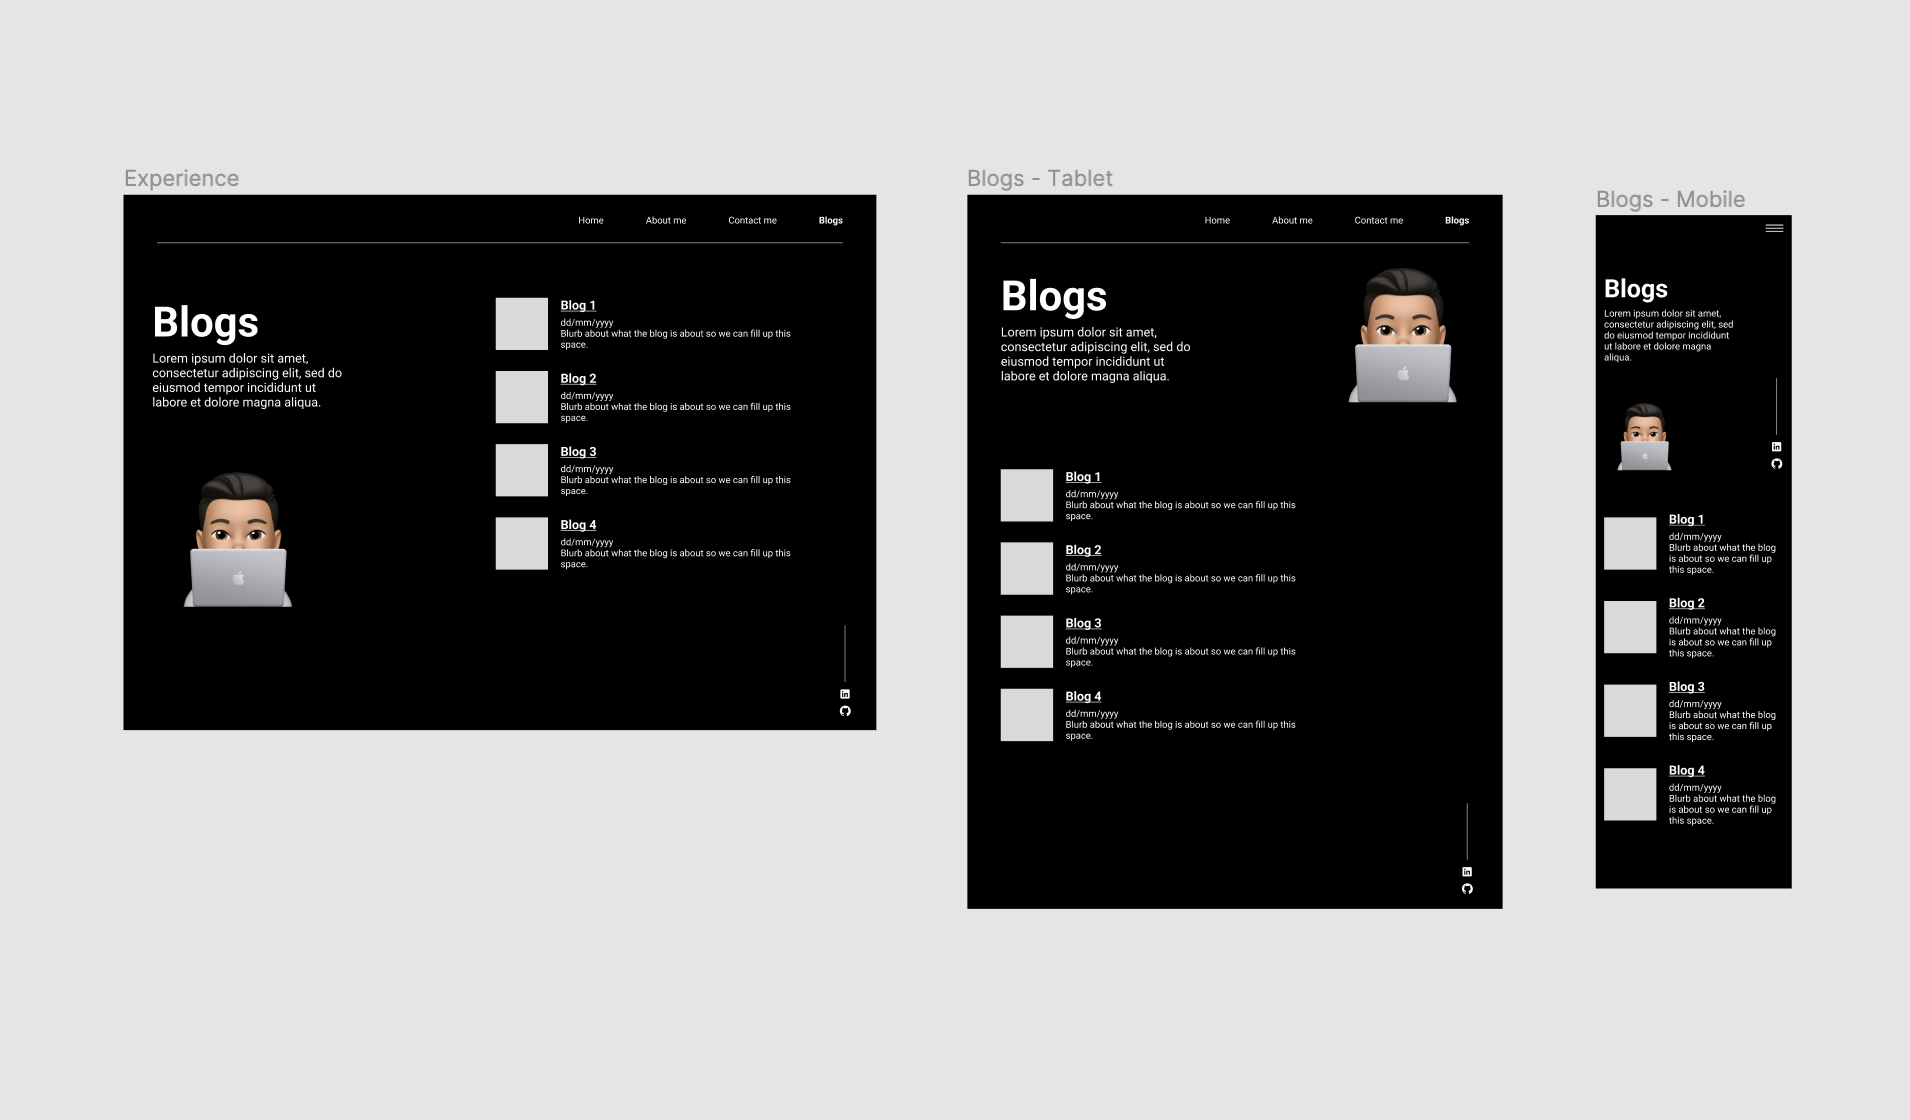 Experience
Home About me Contact me Blogs
Blogs
Lorem ipsum dolor sit amet,
consectetur adipiscing elit, sed do
eiusmod tempor incididunt ut
labore et dolore magna aliqua.
Blog 1
dd/mm/yyyy
Blurb about what the blog is about so we can fill up this
space.
Blog 2
dd/mm/yyyy
Blurb about what the blog is about so we can fill up this
space.
Blog 3
dd/mm/yyyy
Blurb about what the blog is about so we can fill up this
space.
Blog 4
dd/mm/yyyy
Blurb about what the blog is about so we can fill up this
space.
in
Blogs - Tablet
Home About me Contact me Blogs
Blogs
Lorem ipsum dolor sit amet,
consectetur adipiscing elit, sed do
eiusmod tempor incididunt ut
labore et dolore magna aliqua.
Blog 1
dd/mm/yyyy
Blurb about what the blog is about so we can fill up this
space.
Blog 2
dd/mm/yyyy
Blurb about what the blog is about so we can fill up this
space.
Blog 3
dd/mm/yyyy
Blurb about what the blog is about so we can fill up this
space.
Blog 4
dd/mm/yyyy
Blurb about what the blog is about so we can fill up this
space.
in
Blogs - Mobile
Blogs
Lorem ipsum dolor sit amet,
consectetur adipiscing elit, sed
do eiusmod tempor incididunt
ut labore et dolore magna
aliqua.
in
Blog 1
dd/mm/yyyy
Blurb about what the blog
is about so we can fill up
this space.
Blog 2
dd/mm/yyyy
Blurb about what the blog
is about so we can fill up
this space.
Blog 3
dd/mm/yyyy
Blurb about what the blog
is about so we can fill up
this space.
Blog 4
dd/mm/yyyy
Blurb about what the blog
is about so we can fill up
this space.